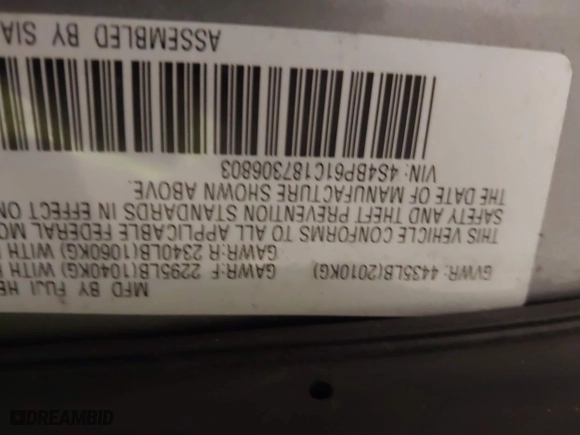 MFD BY FUJI HE
GVWR: 4435LB(2010KG)
GAWR:F 2295LB(1040KG) WITH
GAWR:R 2340LB(1060KG) WITH
THIS VEHICLE CONFORMS TO ALL APPLICABLE FEDERAL MO
SAFETY AND THEFT PREVENTION STANDARDS IN EFFECT ON
THE DATE OF MANUFACTURE SHOWN ABOVE.
VIN: 4S4BP61C187306803
ASSEMBLED BY SIA
DREAMBID